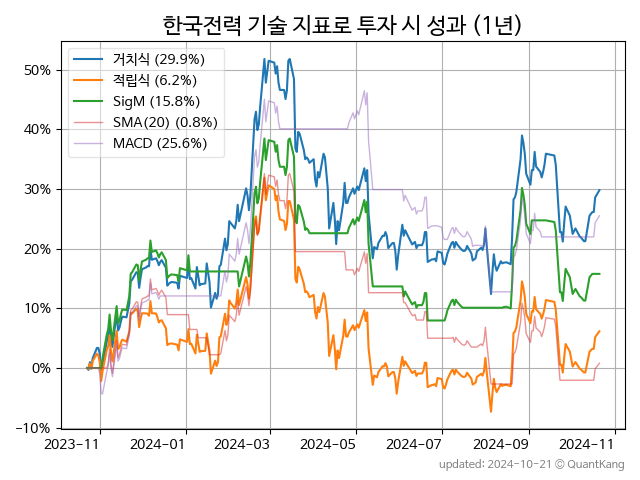 한국전력 기술 지표로 투자 시 성과 (1년)
거치식 (29.9%)
적립식 (6.2%)
SigM (15.8%)
SMA(20) (0.8%)
MACD (25.6%)
50%
40%
30%
20%
10%
0%
−10%
2023-11
2024-01
2024-03
2024-05
2024-07
2024-09
2024-11
updated: 2024-10-21 © QuantKang